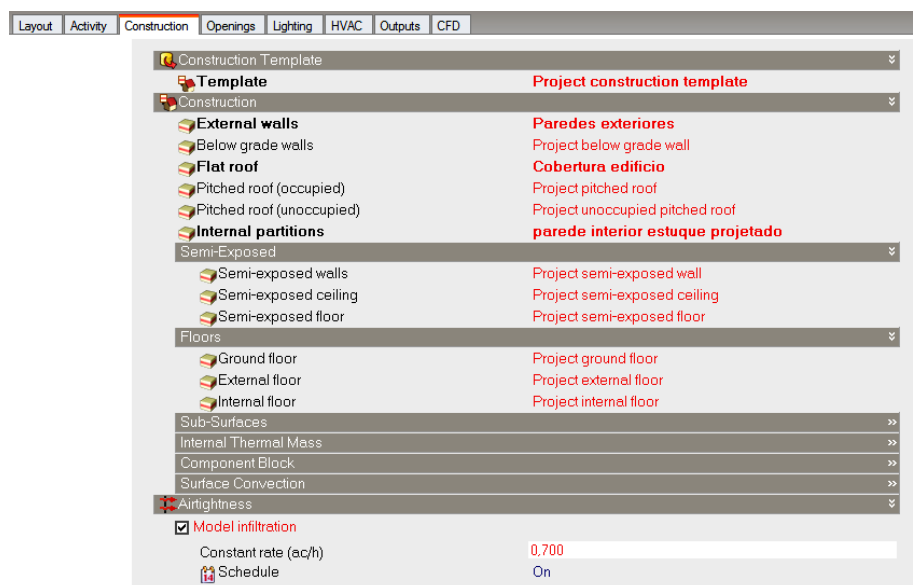 Layout Activity Construction Openings Lighting HVAC Outputs CFD
Construction Template
Template Project construction template
Construction
External walls Paredes exteriores
Below grade walls Project below grade wall
Flat roof Cobertura edificio
Pitched roof (occupied) Project pitched roof
Pitched roof (unoccupied) Project unoccupied pitched roof
Internal partitions parede interior estuque projetado
Semi-Exposed
Semi-exposed walls Project semi-exposed wall
Semi-exposed ceiling Project semi-exposed ceiling
Semi-exposed floor Project semi-exposed floor
Floors
Ground floor Project ground floor
External floor Project external floor
Internal floor Project internal floor
Sub-Surfaces
Internal Thermal Mass
Component Block
Surface Convection
Airtightness
Model infiltration
Constant rate (ac/h) 0,700
14 Schedule On